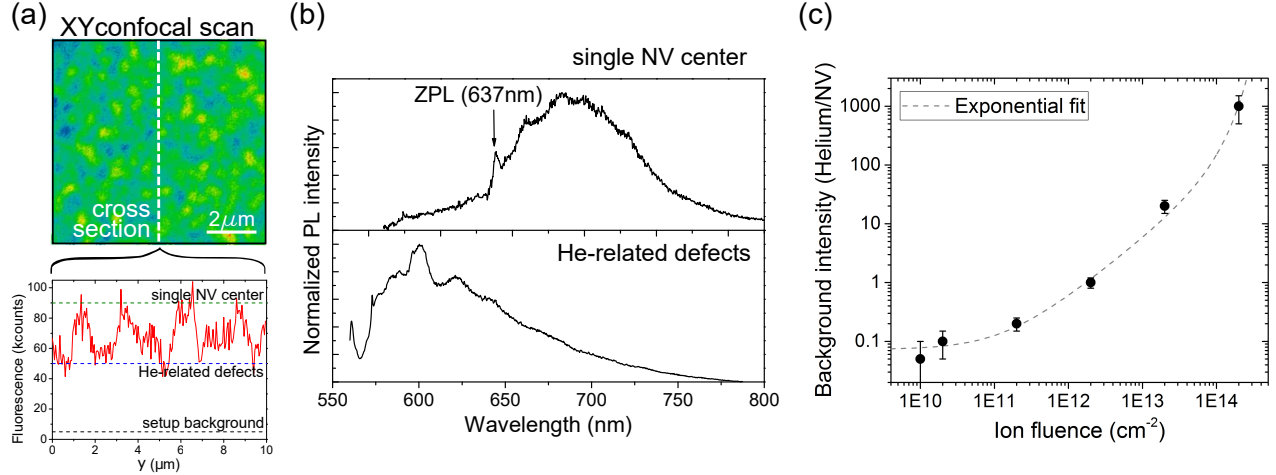 (a)
XYconfocal scan
cross
section
2μm
Fluorescence (kcounts)
100
80
60
40
20
0
single NV center
He-related defects
setup background
0 2 4 6 8 10
y (μm)
(b)
single NV center
ZPL (637nm)
He-related defects
Normalized PL intensity
550 600 650 700 750 800
Wavelength (nm)
(c)
Background intensity (Helium/NV)
1000
100
10
1
0.1
Exponential fit
1E10 1E11 1E12 1E13 1E14
Ion fluence (cm⁻²)